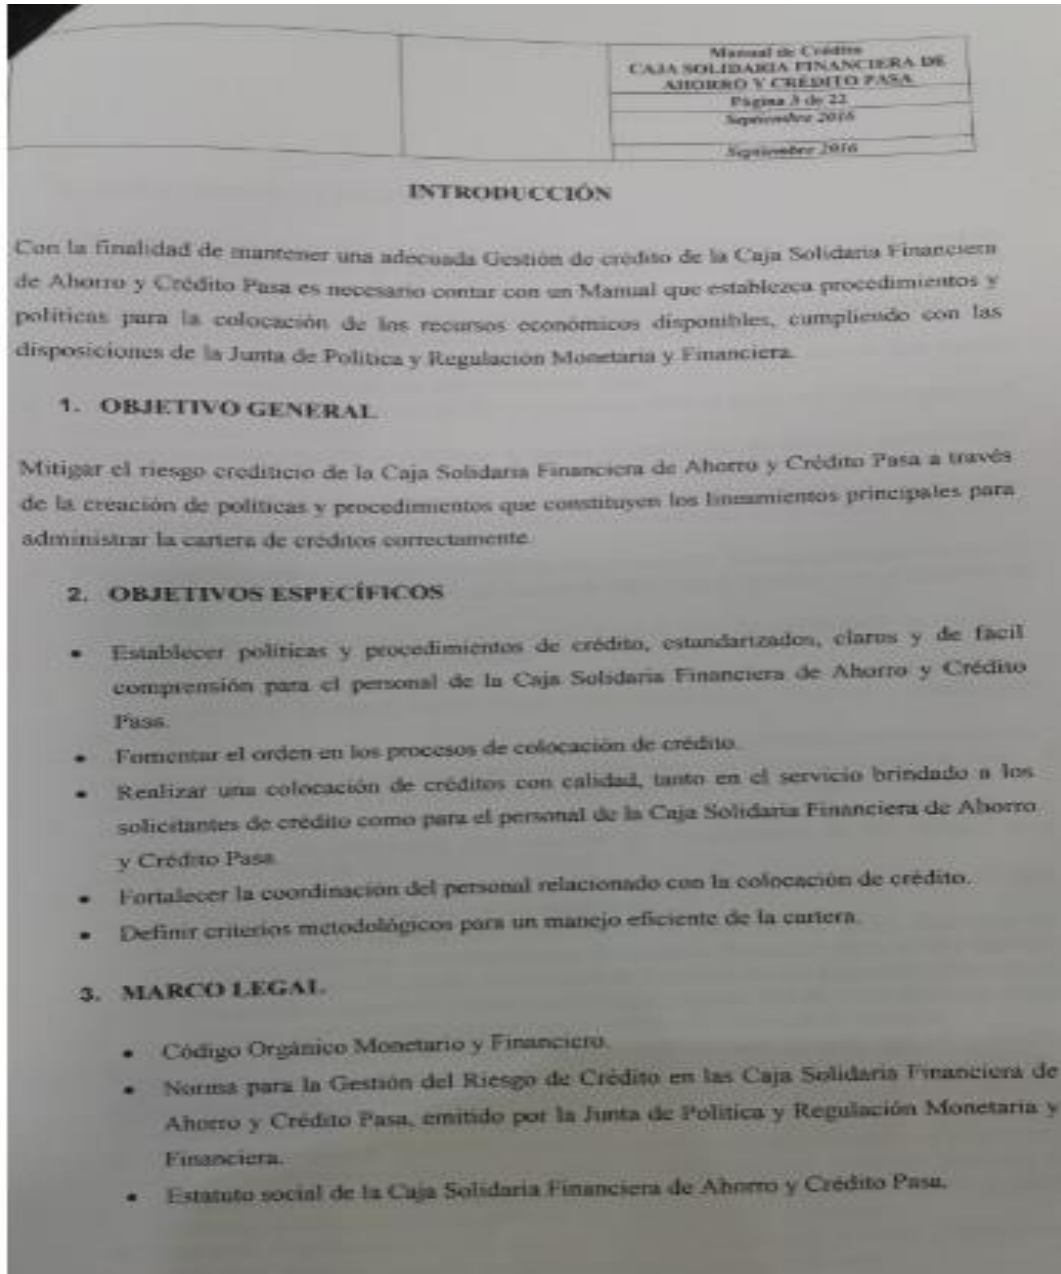 Manual de Crédito
CAJA SOLIDARIA FINANCIERA DE
AHORRO Y CRÉDITO PASA
Página 3 de 22
Septiembre 2016
Septiembre 2016
INTRODUCCIÓN
Con la finalidad de mantener una adecuada Gestión de crédito de la Caja Solidaria Financiera
de Ahorro y Crédito Pasa es necesario contar con un Manual que establezca procedimientos y
políticas para la colocación de los recursos económicos disponibles, cumpliendo con las
disposiciones de la Junta de Política y Regulación Monetaria y Financiera.
1. OBJETIVO GENERAL
Mitigar el riesgo crediticio de la Caja Solidaria Financiera de Ahorro y Crédito Pasa a través
de la creación de políticas y procedimientos que constituyen los lineamientos principales para
administrar la cartera de créditos correctamente.
2. OBJETIVOS ESPECÍFICOS
• Establecer políticas y procedimientos de crédito, estandarizados, claros y de fácil
comprensión para el personal de la Caja Solidaria Financiera de Ahorro y Crédito
Pasa.
• Fomentar el orden en los procesos de colocación de crédito.
• Realizar una colocación de créditos con calidad, tanto en el servicio brindado a los
solicitantes de crédito como para el personal de la Caja Solidaria Financiera de Ahorro
y Crédito Pasa.
• Fortalecer la coordinación del personal relacionado con la colocación de crédito.
• Definir criterios metodológicos para un manejo eficiente de la cartera.
3. MARCO LEGAL
• Código Orgánico Monetario y Financiero.
• Norma para la Gestión del Riesgo de Crédito en las Caja Solidaria Financiera de
Ahorro y Crédito Pasa, emitido por la Junta de Política y Regulación Monetaria y
Financiera.
• Estatuto social de la Caja Solidaria Financiera de Ahorro y Crédito Pasa.